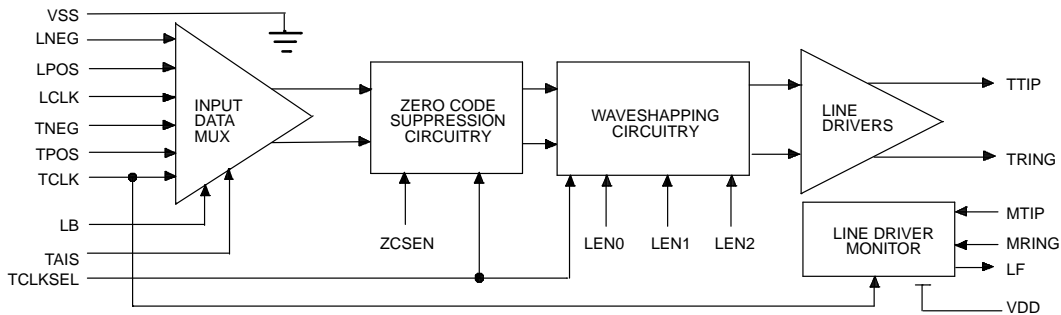 VSS
LNEG
LPOS
LCLK
TNEG
TPOS
TCLK
LB
TAIS
TCLKSEL
INPUT
DATA
MUX
ZERO CODE
SUPPRESSION
CIRCUITRY
ZCSEN
WAVESHAPPING
CIRCUITRY
LEN0
LEN1
LEN2
LINE
DRIVERS
TTIP
TRING
LINE DRIVER
MONITOR
MTIP
MRING
LF
VDD